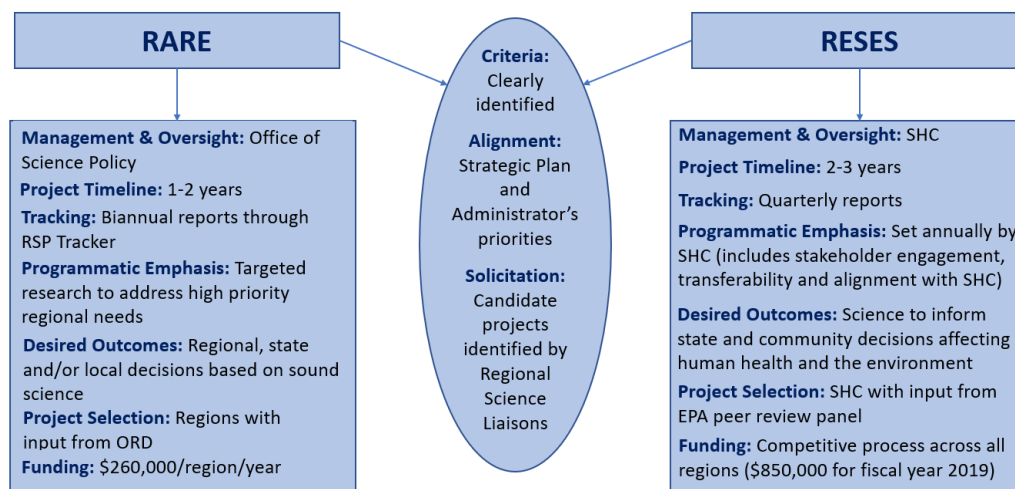 RARE
Management & Oversight: Office of
Science Policy
Project Timeline: 1-2 years
Tracking: Biannual reports through
RSP Tracker
Programmatic Emphasis: Targeted
research to address high priority
regional needs
Desired Outcomes: Regional, state
and/or local decisions based on sound
science
Project Selection: Regions with
input from ORD
Funding: $260,000/region/year
Criteria:
Clearly
identified
Alignment:
Strategic Plan
and
Administrator's
priorities
Solicitation:
Candidate
projects
identified by
Regional
Science
Liaisons
RESES
Management & Oversight: SHC
Project Timeline: 2-3 years
Tracking: Quarterly reports
Programmatic Emphasis: Set annually by
SHC (includes stakeholder engagement,
transferability and alignment with SHC)
Desired Outcomes: Science to inform
state and community decisions affecting
human health and the environment
Project Selection: SHC with input from
EPA peer review panel
Funding: Competitive process across all
regions ($850,000 for fiscal year 2019)